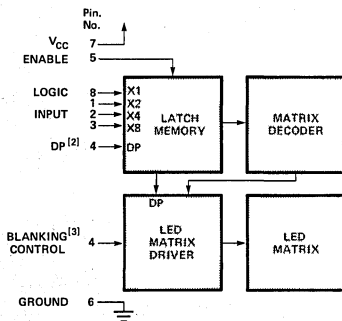 Pin.
No.
VCC 7
ENABLE 5
LOGIC 8 X1
1 X2
INPUT 2 X4
3 X8
DP[2] 4 DP
LATCH
MEMORY
MATRIX
DECODER
DP
BLANKING[3] 4
CONTROL
LED
MATRIX
DRIVER
LED
MATRIX
GROUND 6